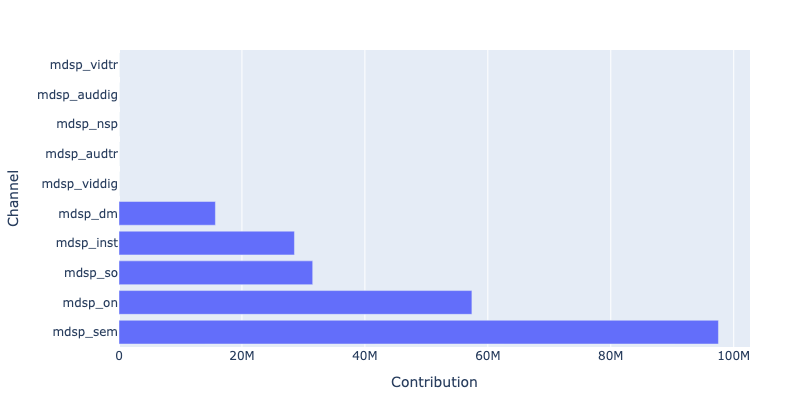 mdsp_vidtr
mdsp_auddig
mdsp_nsp
mdsp_audtr
mdsp_viddig
mdsp_dm
mdsp_inst
mdsp_so
mdsp_on
mdsp_sem
Channel
0 20M 40M 60M 80M 100M
Contribution